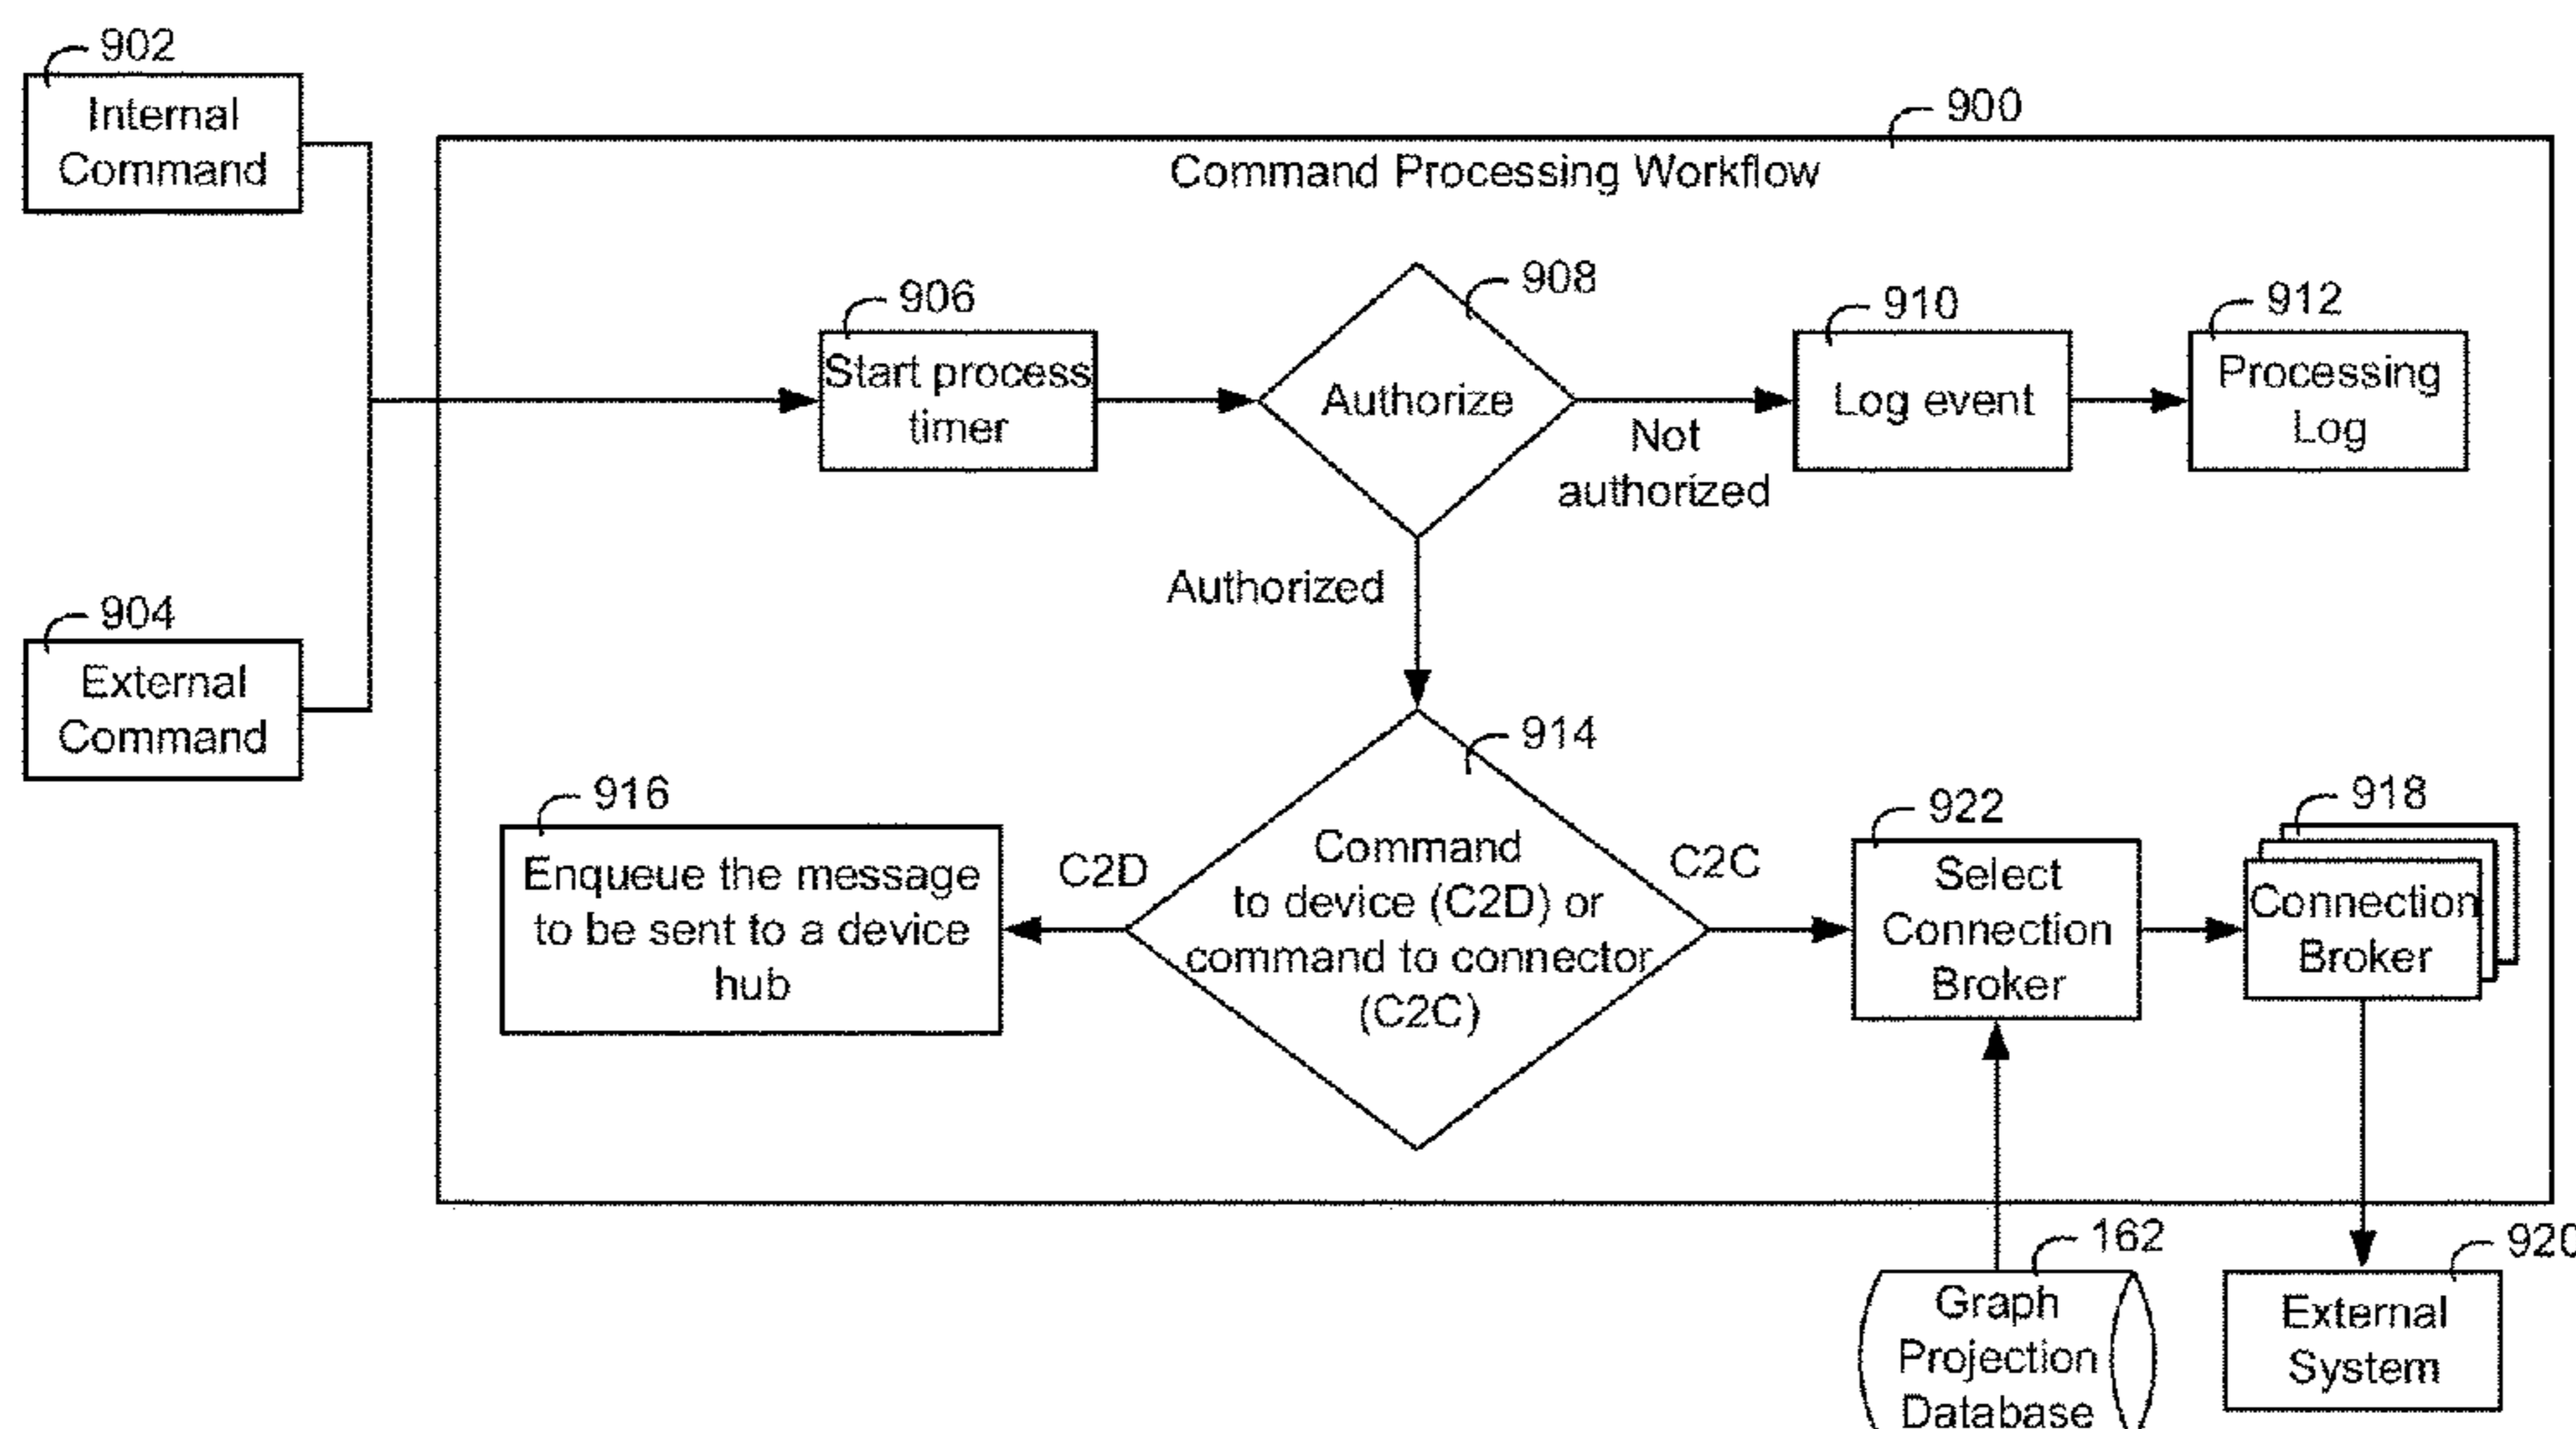 902
Internal
Command
900
Command Processing Workflow
906
Start process
timer
908
Authorize
Not
authorized
910
Log event
912
Processing
Log
Authorized
904
External
Command
914
Command
to device (C2D) or
command to connector
(C2C)
C2D
916
Enqueue the message
to be sent to a device
hub
C2C
922
Select
Connection
Broker
918
Connection
Broker
162
Graph
Projection
Database
920
External
System